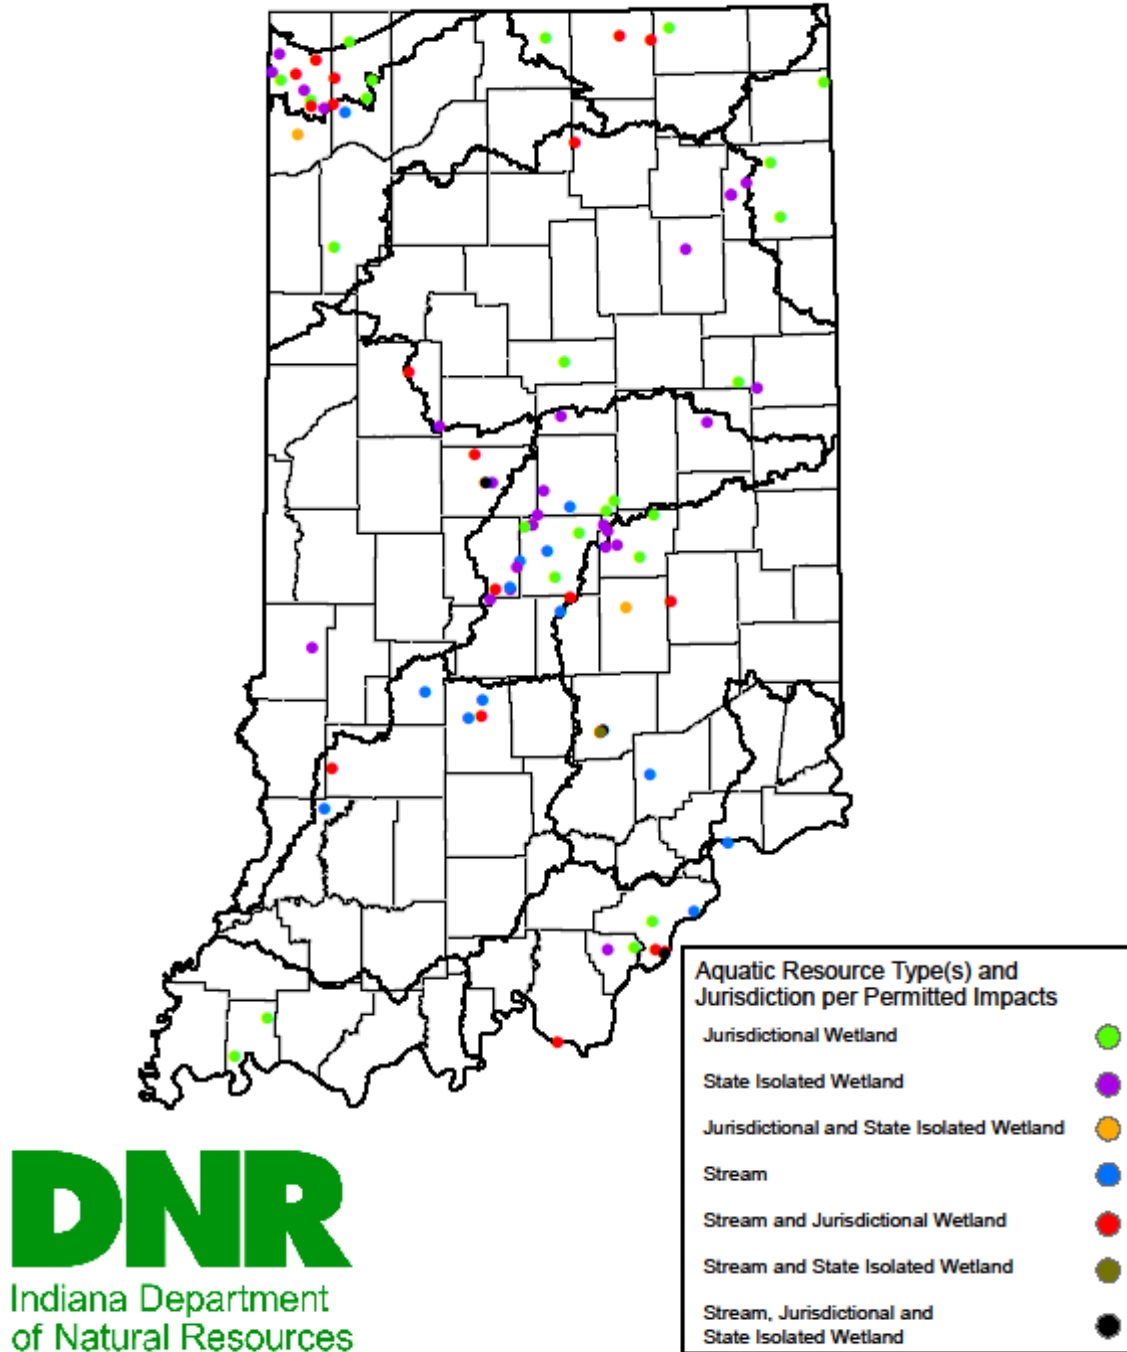 Aquatic Resource Type(s) and
Jurisdiction per Permitted Impacts
Jurisdictional Wetland
State Isolated Wetland
Jurisdictional and State Isolated Wetland
Stream
Stream and Jurisdictional Wetland
Stream and State Isolated Wetland
Stream, Jurisdictional and
State Isolated Wetland
DNR
Indiana Department
of Natural Resources